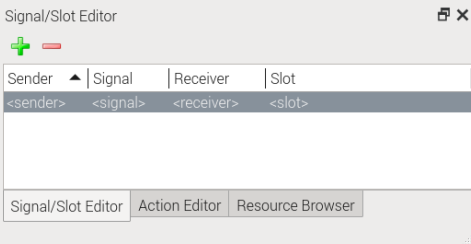 Signal/Slot Editor
Sender Signal Receiver Slot
<sender> <signal> <receiver> <slot>
Signal/Slot Editor Action Editor Resource Browser